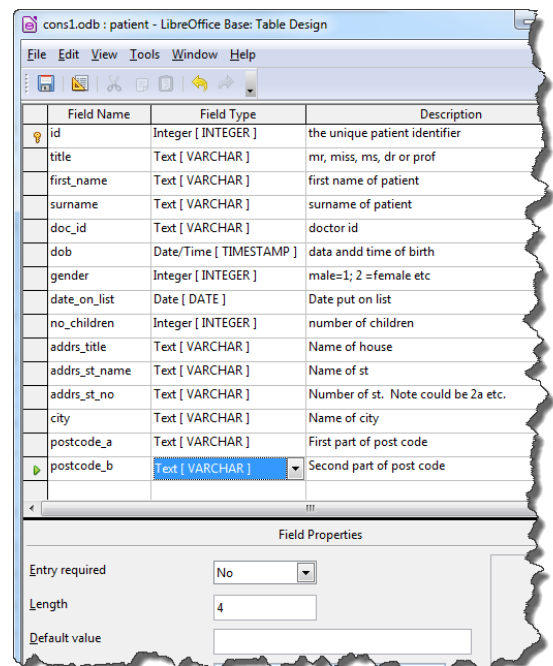 cons1.odb : patient - LibreOffice Base: Table Design
File Edit View Tools Window Help
Field Name Field Type Description
id Integer [ INTEGER ] the unique patient identifier
title Text [ VARCHAR ] mr, miss, ms, dr or prof
first_name Text [ VARCHAR ] first name of patient
surname Text [ VARCHAR ] surname of patient
doc_id Text [ VARCHAR ] doctor id
dob Date/Time [ TIMESTAMP ] data andd time of birth
gender Integer [ INTEGER ] male=1; 2 =female etc
date_on_list Date [ DATE ] Date put on list
no_children Integer [ INTEGER ] number of children
addrs_title Text [ VARCHAR ] Name of house
addrs_st_name Text [ VARCHAR ] Name of st
addrs_st_no Text [ VARCHAR ] Number of st. Note could be 2a etc.
city Text [ VARCHAR ] Name of city
postcode_a Text [ VARCHAR ] First part of post code
postcode_b Text [ VARCHAR ] Second part of post code
Field Properties
Entry required No
Length 4
Default value